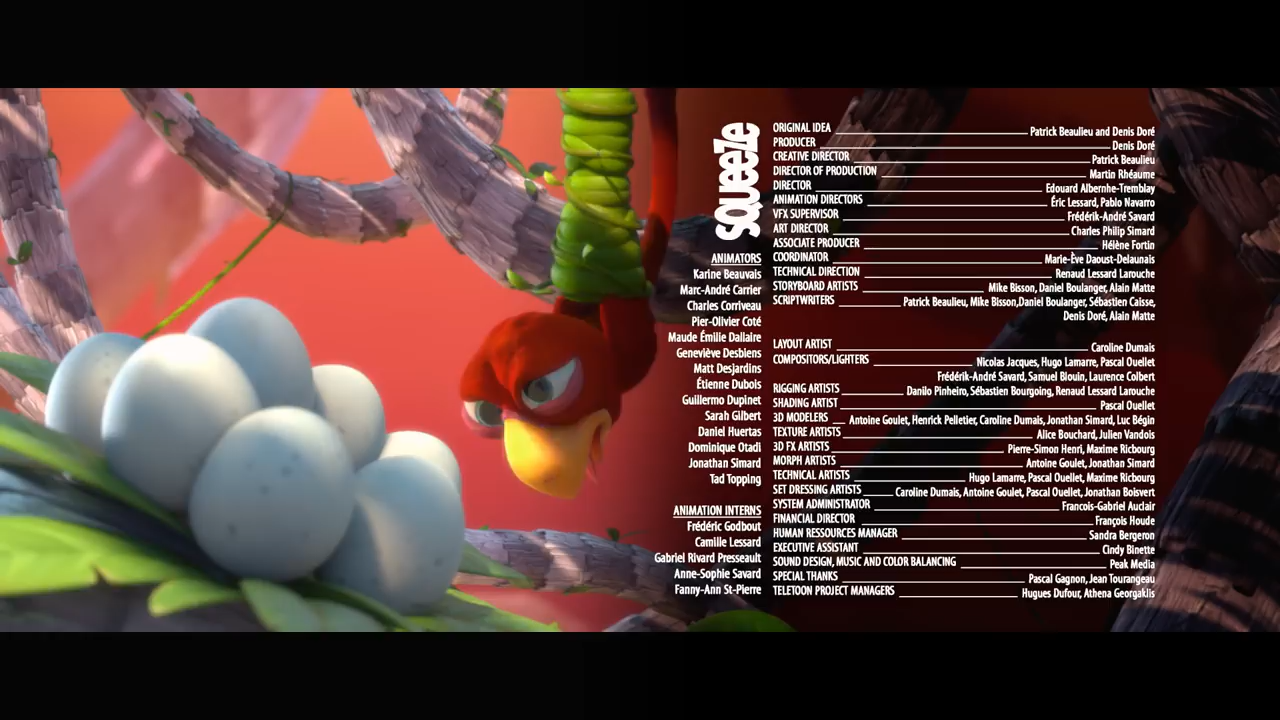 squeeze
ANIMATORS
Karine Beauvais
Marc-André Carrier
Charles Corriveau
Pier-Olivier Coté
Maude Émilie Dallaire
Geneviève Desbiens
Matt Desjardins
Étienne Dubois
Guillermo Dupinet
Sarah Gilbert
Daniel Huertas
Dominique Otadi
Jonathan Simard
Tad Topping
ANIMATION INTERNS
Frédéric Godbout
Camille Lessard
Gabriel Rivard Presseault
Anne-Sophie Savard
Fanny-Ann St-Pierre
ORIGINAL IDEA Patrick Beaulieu and Denis Doré
PRODUCER Denis Doré
CREATIVE DIRECTOR Patrick Beaulieu
DIRECTOR OF PRODUCTION Martin Rhéaume
DIRECTOR Edouard Albernhe-Tremblay
ANIMATION DIRECTORS Éric Lessard, Pablo Navarro
VFX SUPERVISOR Frédérik-André Savard
ART DIRECTOR Charles Philip Simard
ASSOCIATE PRODUCER Hélène Fortin
COORDINATOR Marie-Ève Daoust-Delaunais
TECHNICAL DIRECTION Renaud Lessard Larouche
STORYBOARD ARTISTS Mike Bisson, Daniel Boulanger, Alain Matte
SCRIPTWRITERS Patrick Beaulieu, Mike Bisson,Daniel Boulanger, Sébastien Caisse,
Denis Doré, Alain Matte
LAYOUT ARTIST Caroline Dumais
COMPOSITORS/LIGHTERS Nicolas Jacques, Hugo Lamarre, Pascal Ouellet
Frédérik-André Savard, Samuel Blouin, Laurence Colbert
RIGGING ARTISTS Danilo Pinheiro, Sébastien Bourgoing, Renaud Lessard Larouche
SHADING ARTIST Pascal Ouellet
3D MODELERS Antoine Goulet, Henrick Pelletier, Caroline Dumais, Jonathan Simard, Luc Bégin
TEXTURE ARTISTS Alice Bouchard, Julien Vandois
3D FX ARTISTS Pierre-Simon Henri, Maxime Ricbourg
MORPH ARTISTS Antoine Goulet, Jonathan Simard
TECHNICAL ARTISTS Hugo Lamarre, Pascal Ouellet, Maxime Ricbourg
SET DRESSING ARTISTS Caroline Dumais, Antoine Goulet, Pascal Ouellet, Jonathan Boisvert
SYSTEM ADMINISTRATOR Francois-Gabriel Auclair
FINANCIAL DIRECTOR François Houde
HUMAN RESSOURCES MANAGER Sandra Bergeron
EXECUTIVE ASSISTANT Cindy Binette
SOUND DESIGN, MUSIC AND COLOR BALANCING Peak Media
SPECIAL THANKS Pascal Gagnon, Jean Tourangeau
TELETOON PROJECT MANAGERS Hugues Dufour, Athena Georgaklis